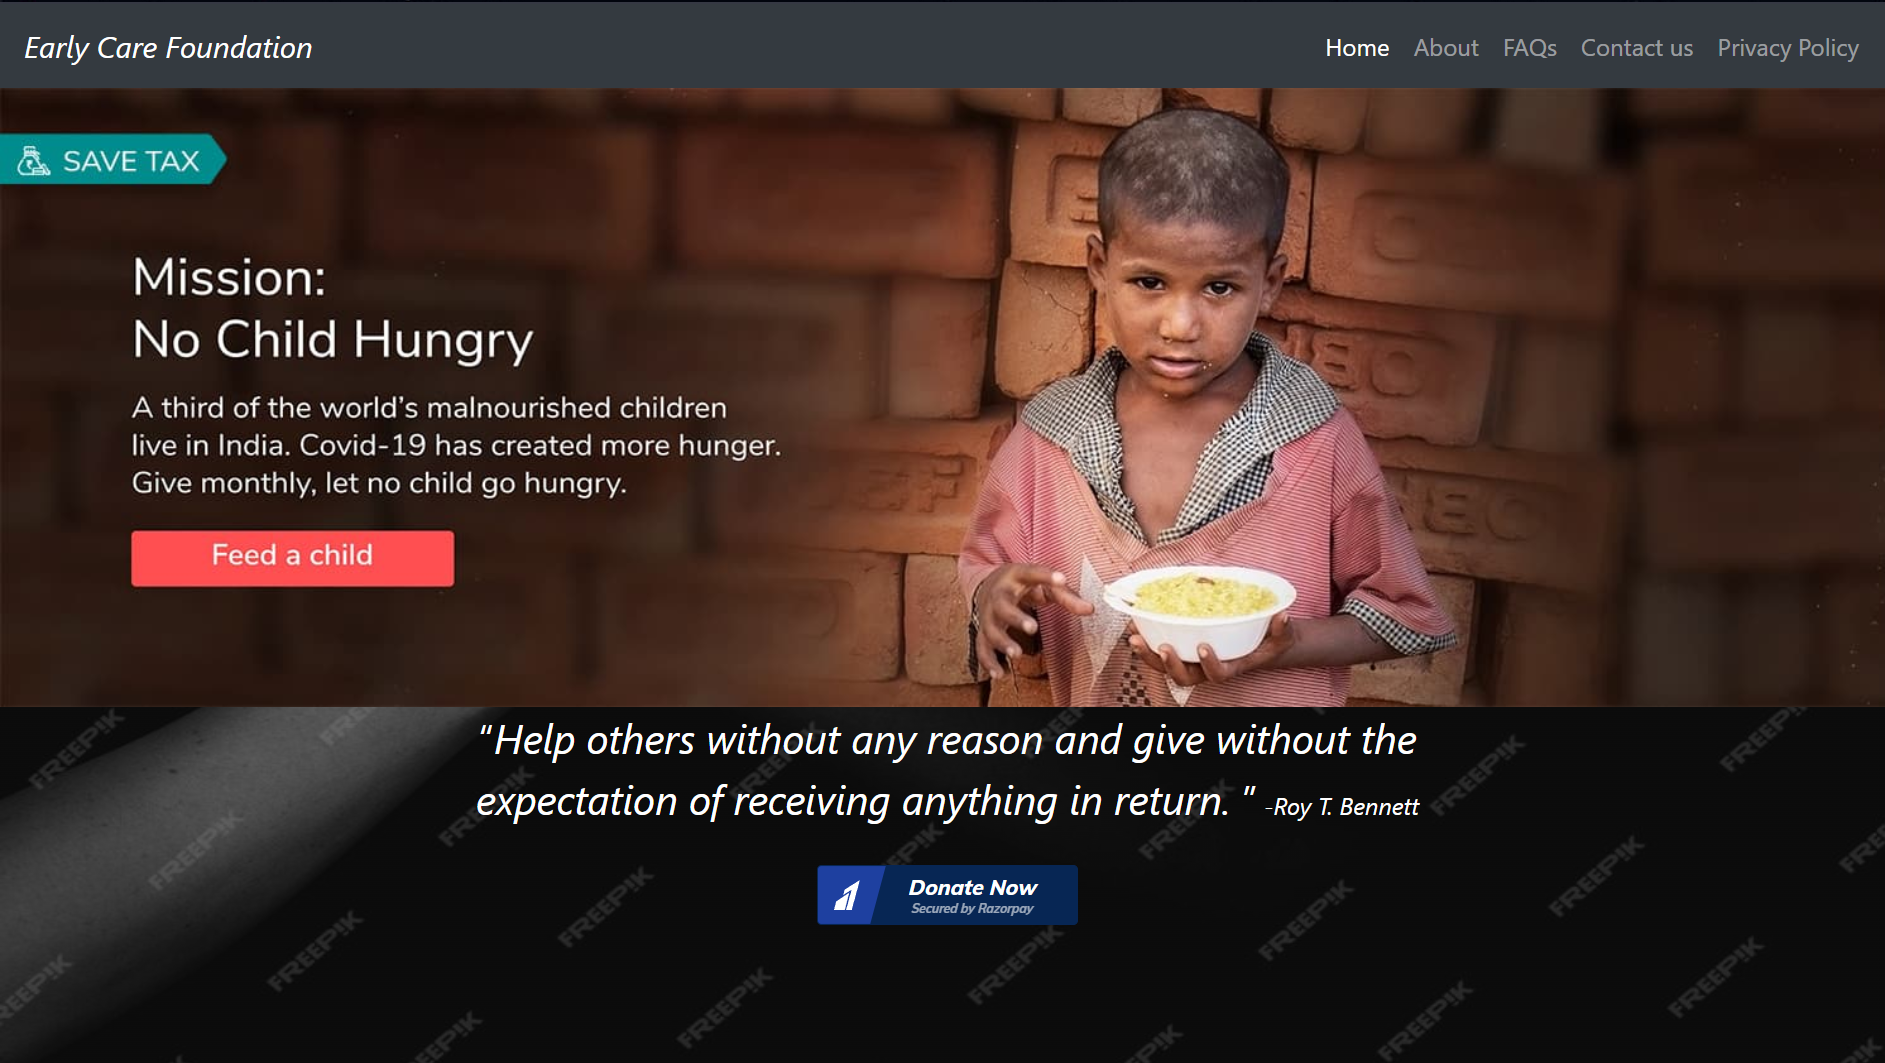 Early Care Foundation
Home About FAQs Contact us Privacy Policy
SAVE TAX
Mission:
No Child Hungry
A third of the world's malnourished children
live in India. Covid-19 has created more hunger.
Give monthly, let no child go hungry.
Feed a child
"Help others without any reason and give without the
expectation of receiving anything in return. " -Roy T. Bennett
Donate Now
Secured by Razorpay
FREEPIK